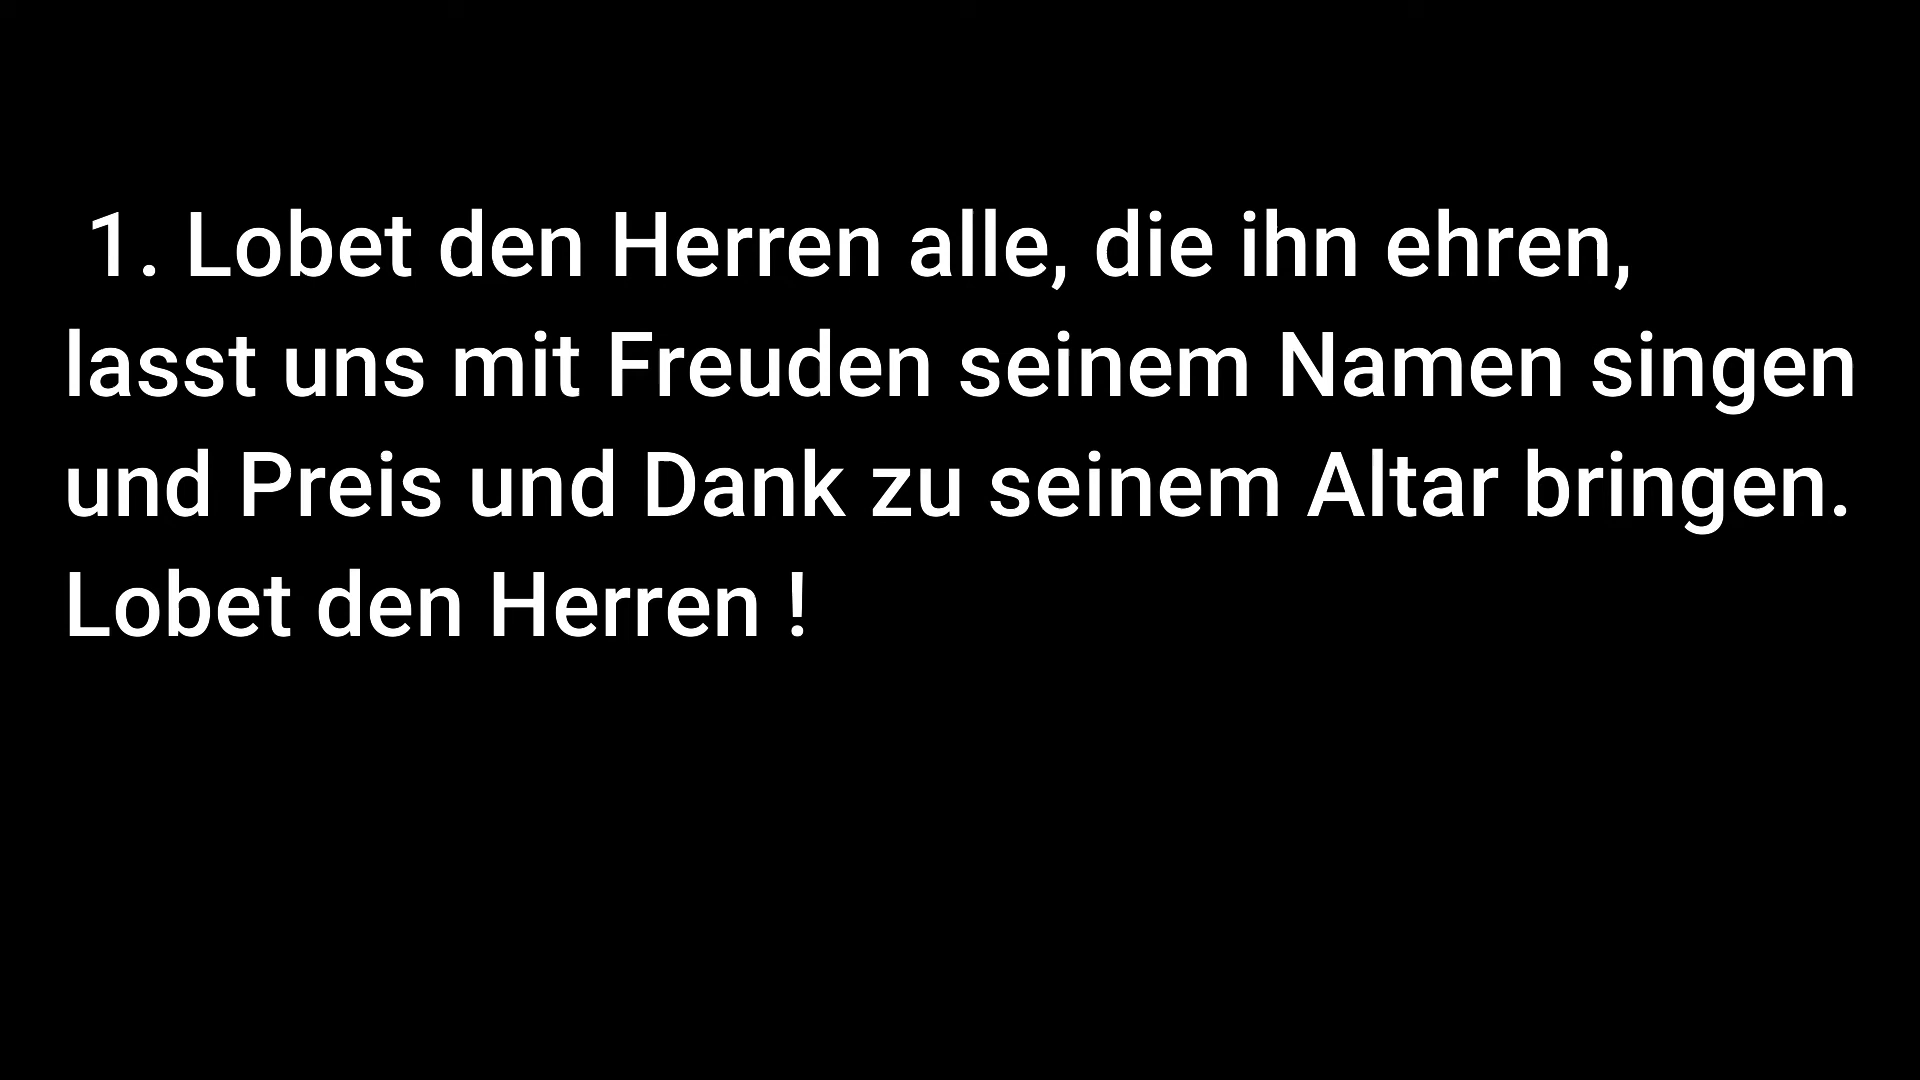 1. Lobet den Herren alle, die ihn ehren,
lasst uns mit Freuden seinem Namen singen
und Preis und Dank zu seinem Altar bringen.
Lobet den Herren !